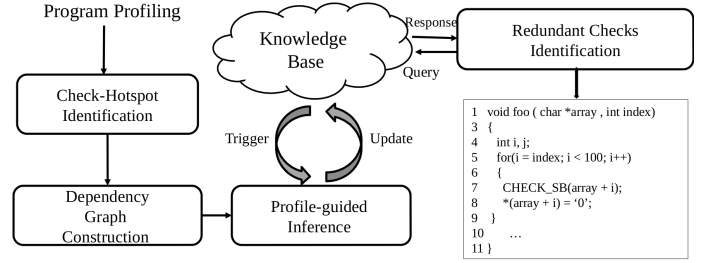 Program Profiling
Check-Hotspot
Identification
Dependency
Graph
Construction
Knowledge
Base
Trigger
Update
Profile-guided
Inference
Response
Query
Redundant Checks
Identification
1 void foo ( char *array , int index)
3 {
4 int i, j;
5 for(i = index; i < 100; i++)
6 {
7 CHECK_SB(array + i);
8 *(array + i) = ‘0’;
9 }
10 ...
11 }